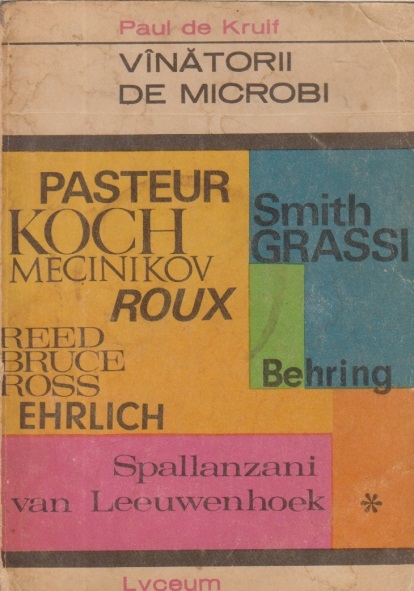 Paul de Kruif
VÎNĂTORII
DE MICROBI
PASTEUR
KOCH
MECINIKOV
ROUX
REED
BRUCE
ROSS
EHRLICH
Smith
GRASSI
Behring
Spallanzani
van Leeuwenhoek *
Lyceum